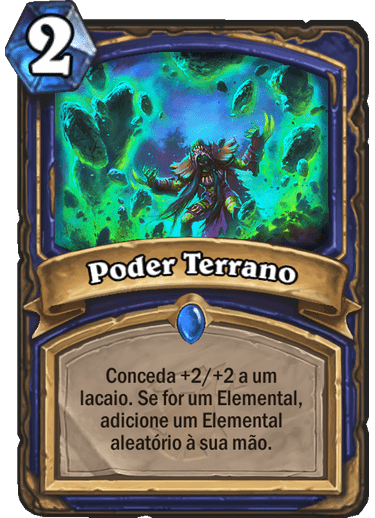 2
Poder Terrano
Conceda +2/+2 a um
lacaio. Se for um Elemental,
adicione um Elemental
aleatório à sua mão.